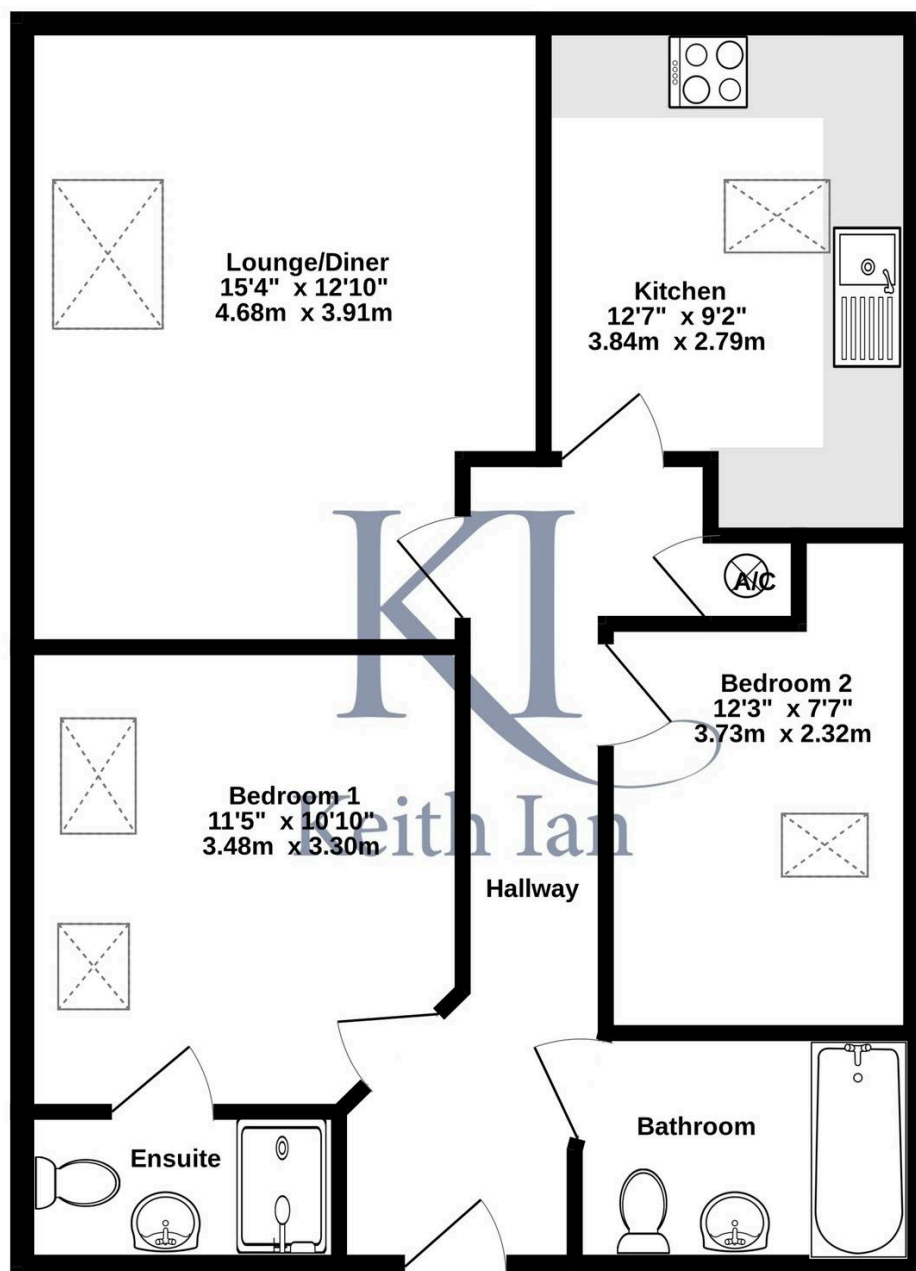 Lounge/Diner
15'4" x 12'10"
4.68m x 3.91m
Kitchen
12'7" x 9'2"
3.84m x 2.79m
KI
A/C
Bedroom 2
12'3" x 7'7"
3.73m x 2.32m
Bedroom 1
11'5" x 10'10"
3.48m x 3.30m
Keith Ian
Hallway
Bathroom
Ensuite